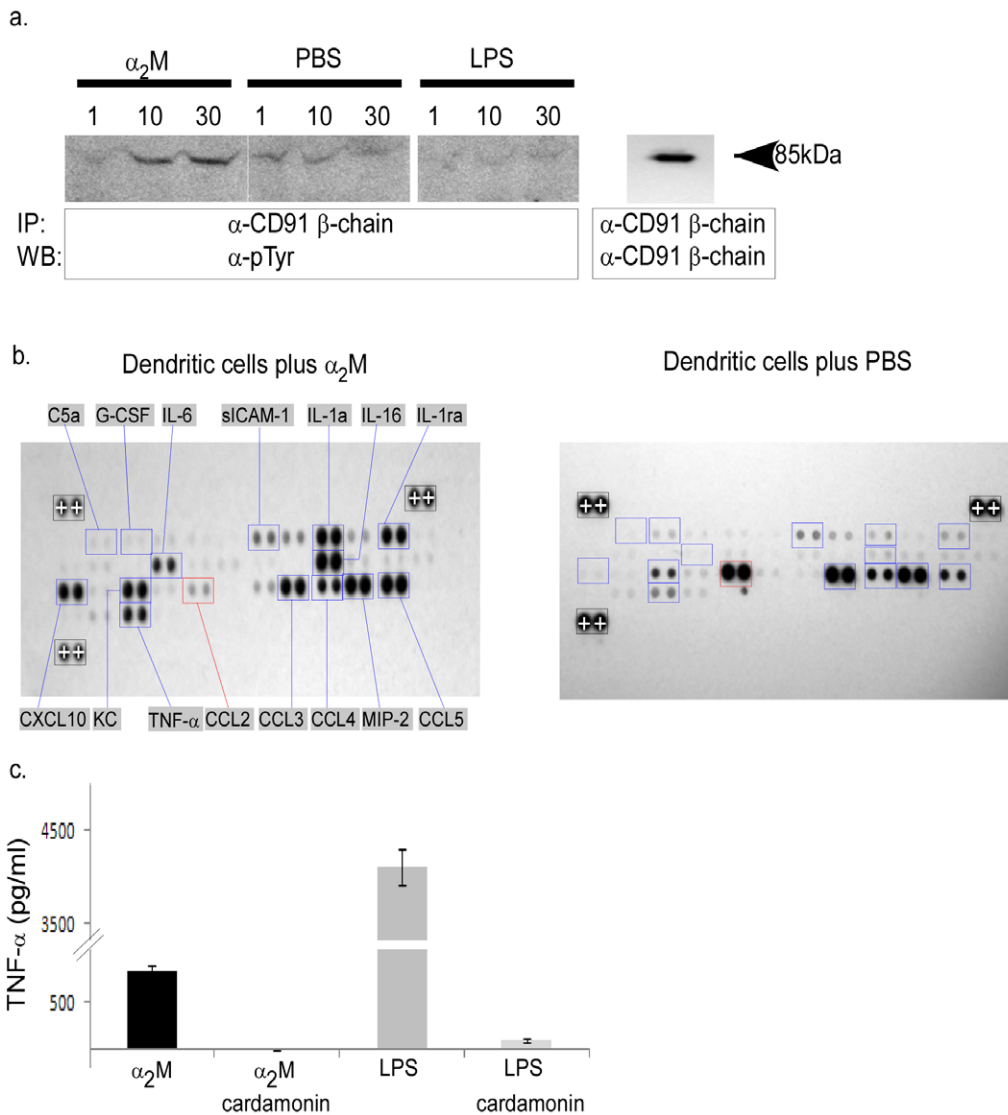 a.
α₂M PBS LPS
1 10 30 1 10 30 1 10 30
85kDa
IP: α-CD91 β-chain α-CD91 β-chain
WB: α-pTyr α-CD91 β-chain
b.
Dendritic cells plus α₂M Dendritic cells plus PBS
C5a G-CSF IL-6 sICAM-1 IL-1a IL-16 IL-1ra
++ ++ ++ ++
++ ++
CXCL10 KC TNF-α CCL2 CCL3 CCL4 MIP-2 CCL5
c.
TNF-α (pg/ml)
4500
3500
500
α₂M α₂M LPS LPS
cardamonin cardamonin